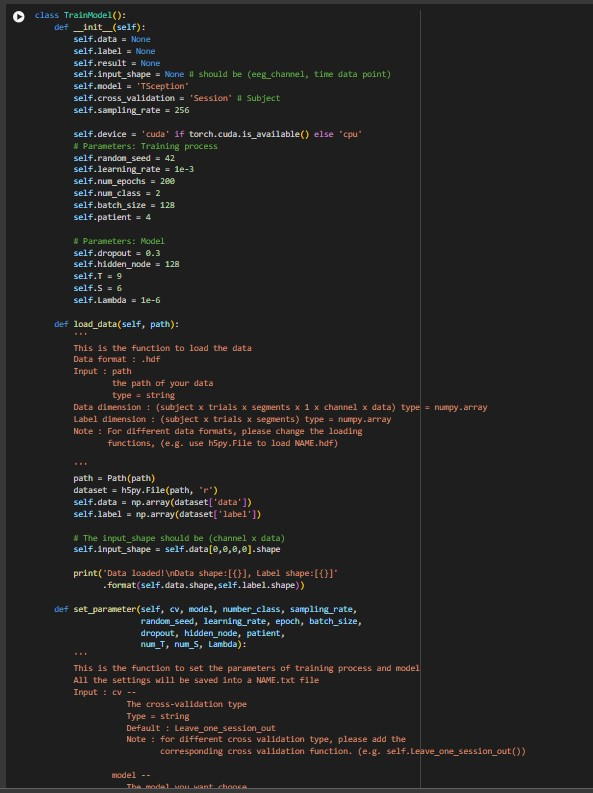 class TrainModel():
    def __init__(self):
        self.data = None
        self.label = None
        self.result = None
        self.input_shape = None # should be (eeg_channel, time data point)
        self.model = 'TSception'
        self.cross_validation = 'Session' # Subject
        self.sampling_rate = 256

        self.device = 'cuda' if torch.cuda.is_available() else 'cpu'
        # Parameters: Training process
        self.random_seed = 42
        self.learning_rate = 1e-3
        self.num_epochs = 200
        self.num_class = 2
        self.batch_size = 128
        self.patient = 4

        # Parameters: Model
        self.dropout = 0.3
        self.hidden_node = 128
        self.T = 9
        self.S = 6
        self.Lambda = 1e-6

    def load_data(self, path):
        '''
        This is the function to load the data
        Data format : .hdf
        Input : path
                the path of your data
                type = string
        Data dimension : (subject x trials x segments x 1 x channel x data) type = numpy.array
        Label dimension : (subject x trials x segments) type = numpy.array
        Note : For different data formats, please change the loading
               functions, (e.g. use h5py.File to load NAME.hdf)

        '''
        path = Path(path)
        dataset = h5py.File(path, 'r')
        self.data = np.array(dataset['data'])
        self.label = np.array(dataset['label'])

        # The input_shape should be (channel x data)
        self.input_shape = self.data[0,0,0,0].shape

        print('Data loaded!\nData shape:[{}], Label shape:[{}]'
              .format(self.data.shape,self.label.shape))

    def set_parameter(self, cv, model, number_class, sampling_rate,
                      random_seed, learning_rate, epoch, batch_size,
                      dropout, hidden_node, patient,
                      num_T, num_S, Lambda):
        '''
        This is the function to set the parameters of training process and model
        All the settings will be saved into a NAME.txt file
        Input : cv --
                   The cross-validation type
                   Type = string
                   Default : Leave_one_session_out
                   Note : for different cross validation type, please add the
                          corresponding cross validation function. (e.g. self.Leave_one_session_out())

                model --
                   The model you want choose